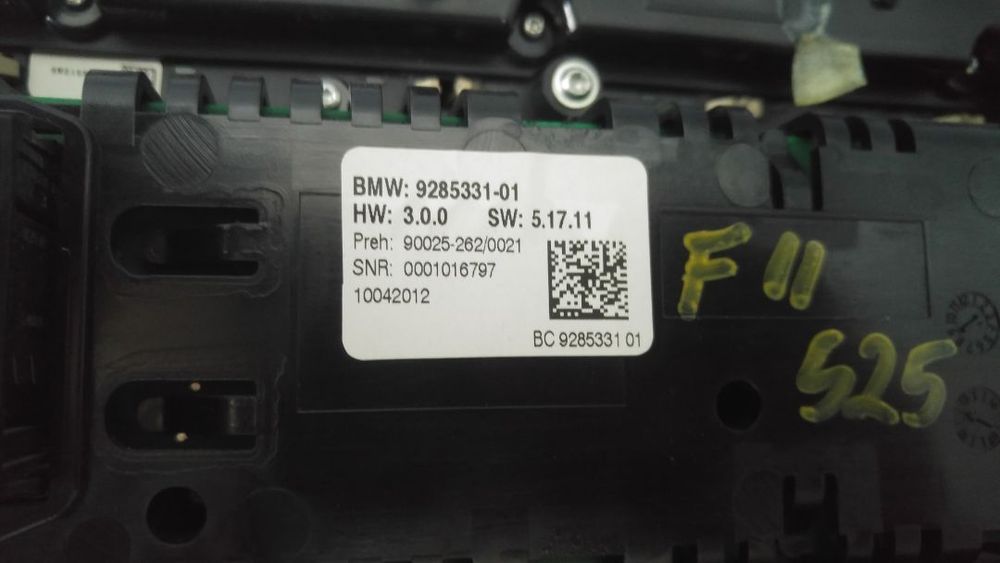 BMW: 9285331-01
HW: 3.0.0 SW: 5.17.11
Preh: 90025-262/0021
SNR: 0001016797
10042012
BC 9285331 01
F11
525